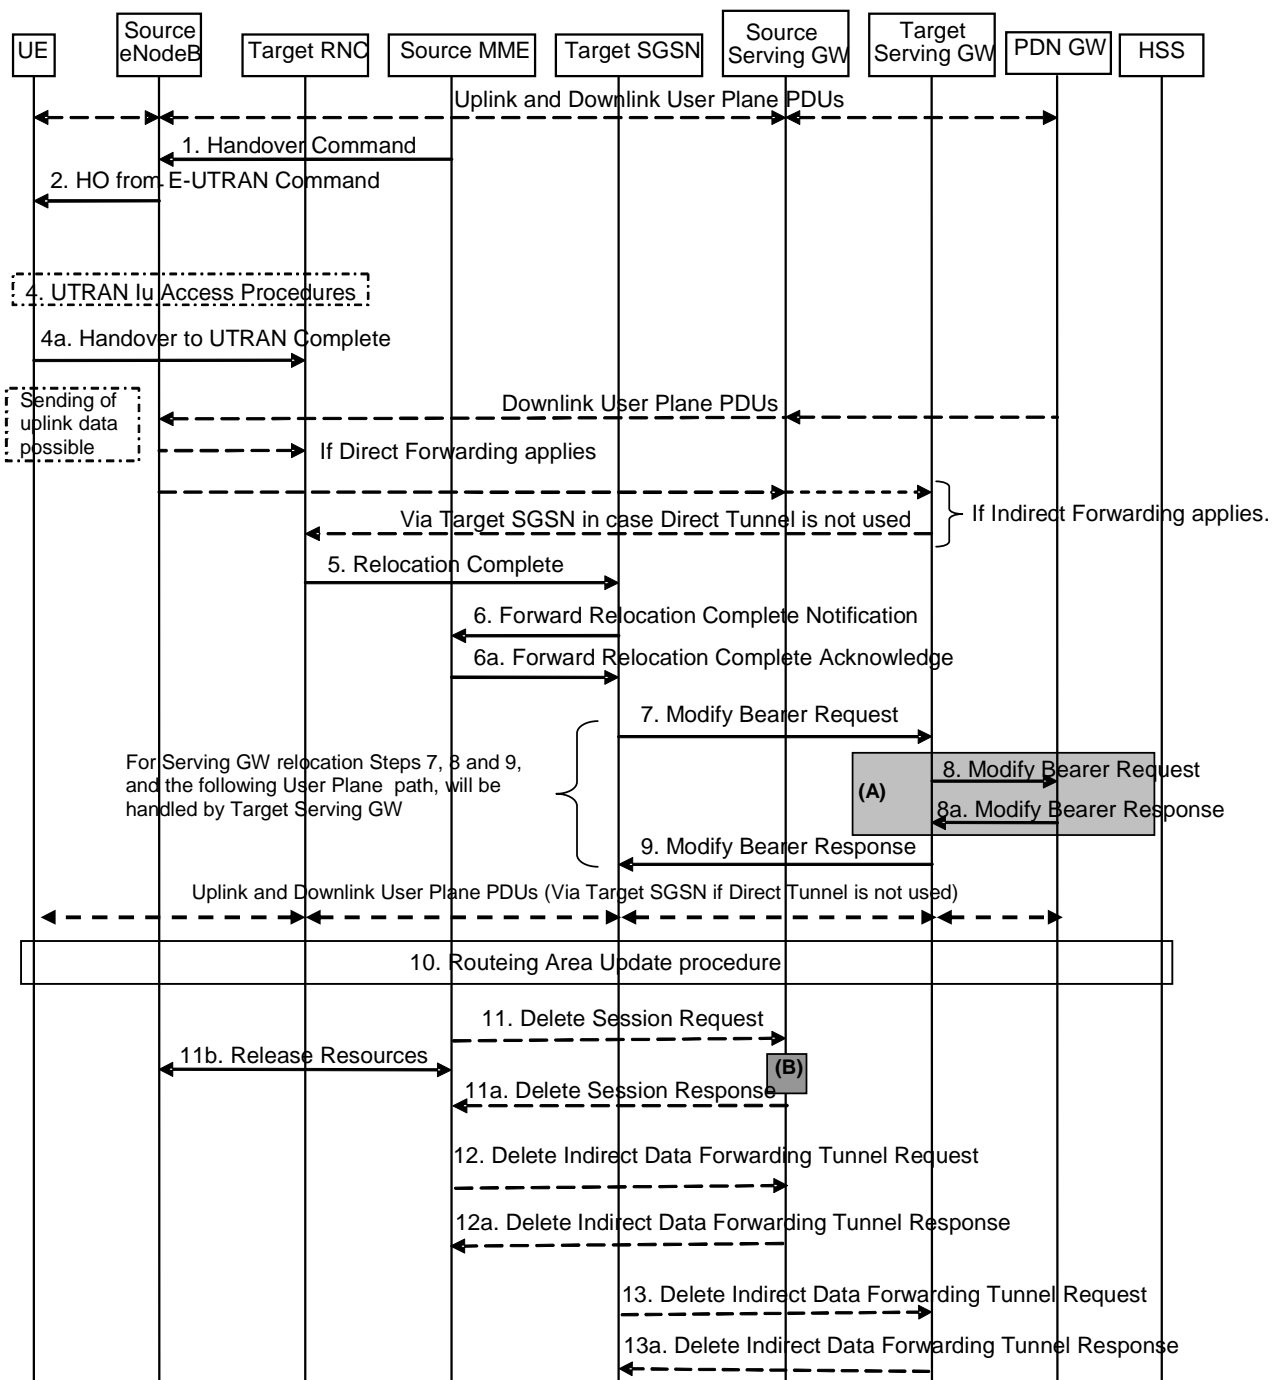 UE
Source
eNodeB
Target RNC
Source MME
Target SGSN
Source
Serving GW
Target
Serving GW
PDN GW
HSS
Uplink and Downlink User Plane PDUs
1. Handover Command
2. HO from E-UTRAN Command
4. UTRAN Iu Access Procedures
4a. Handover to UTRAN Complete
Sending of
uplink data
possible
Downlink User Plane PDUs
If Direct Forwarding applies
Via Target SGSN in case Direct Tunnel is not used
If Indirect Forwarding applies.
5. Relocation Complete
6. Forward Relocation Complete Notification
6a. Forward Relocation Complete Acknowledge
7. Modify Bearer Request
For Serving GW relocation Steps 7, 8 and 9,
and the following User Plane path, will be
handled by Target Serving GW
(A)
8. Modify Bearer Request
8a. Modify Bearer Response
9. Modify Bearer Response
Uplink and Downlink User Plane PDUs (Via Target SGSN if Direct Tunnel is not used)
10. Routeing Area Update procedure
11. Delete Session Request
11b. Release Resources
(B)
11a. Delete Session Response
12. Delete Indirect Data Forwarding Tunnel Request
12a. Delete Indirect Data Forwarding Tunnel Response
13. Delete Indirect Data Forwarding Tunnel Request
13a. Delete Indirect Data Forwarding Tunnel Response